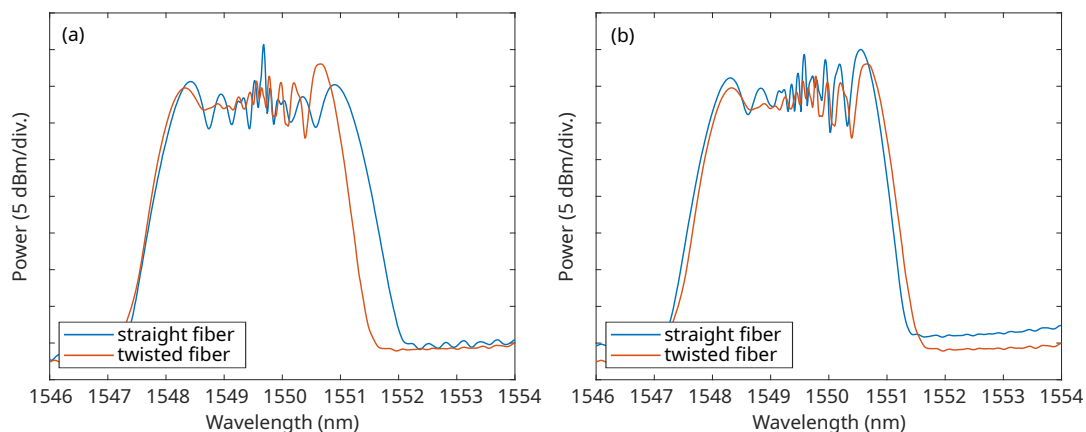 (a)
Power (5 dBm/div.)
straight fiber
twisted fiber
1546 1547 1548 1549 1550 1551 1552 1553 1554
Wavelength (nm)
(b)
Power (5 dBm/div.)
straight fiber
twisted fiber
1546 1547 1548 1549 1550 1551 1552 1553 1554
Wavelength (nm)